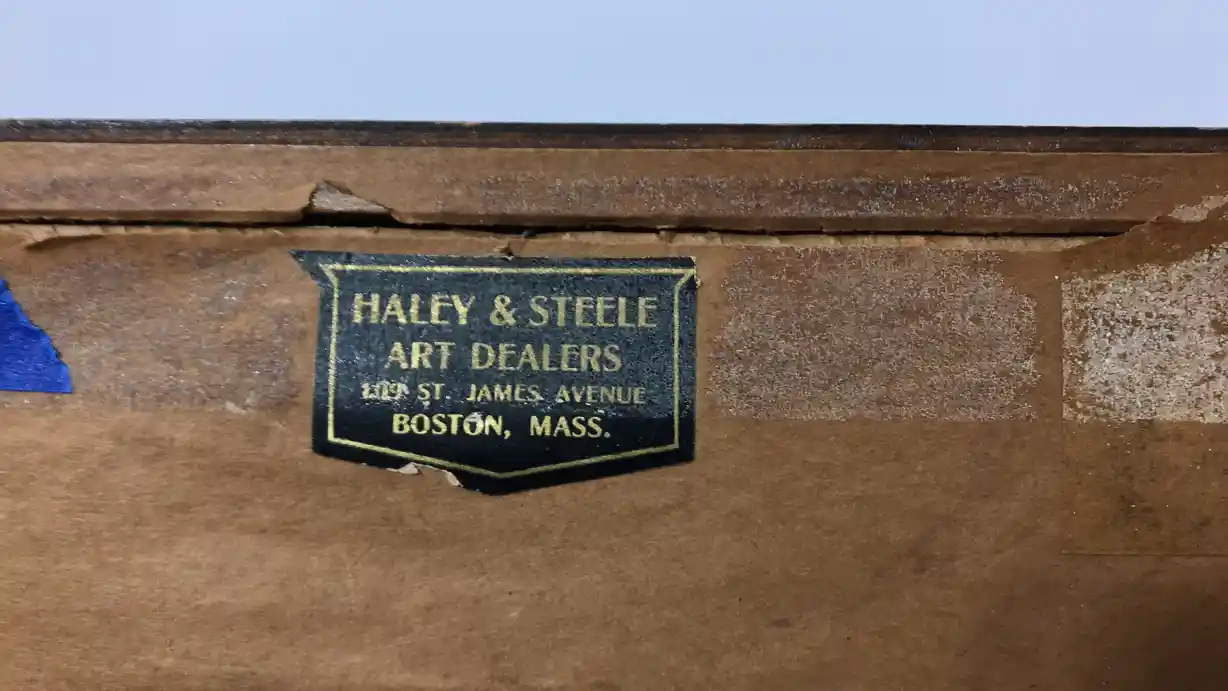 HALEY & STEELE
ART DEALERS
ST. JAMES AVENUE
BOSTON, MASS.